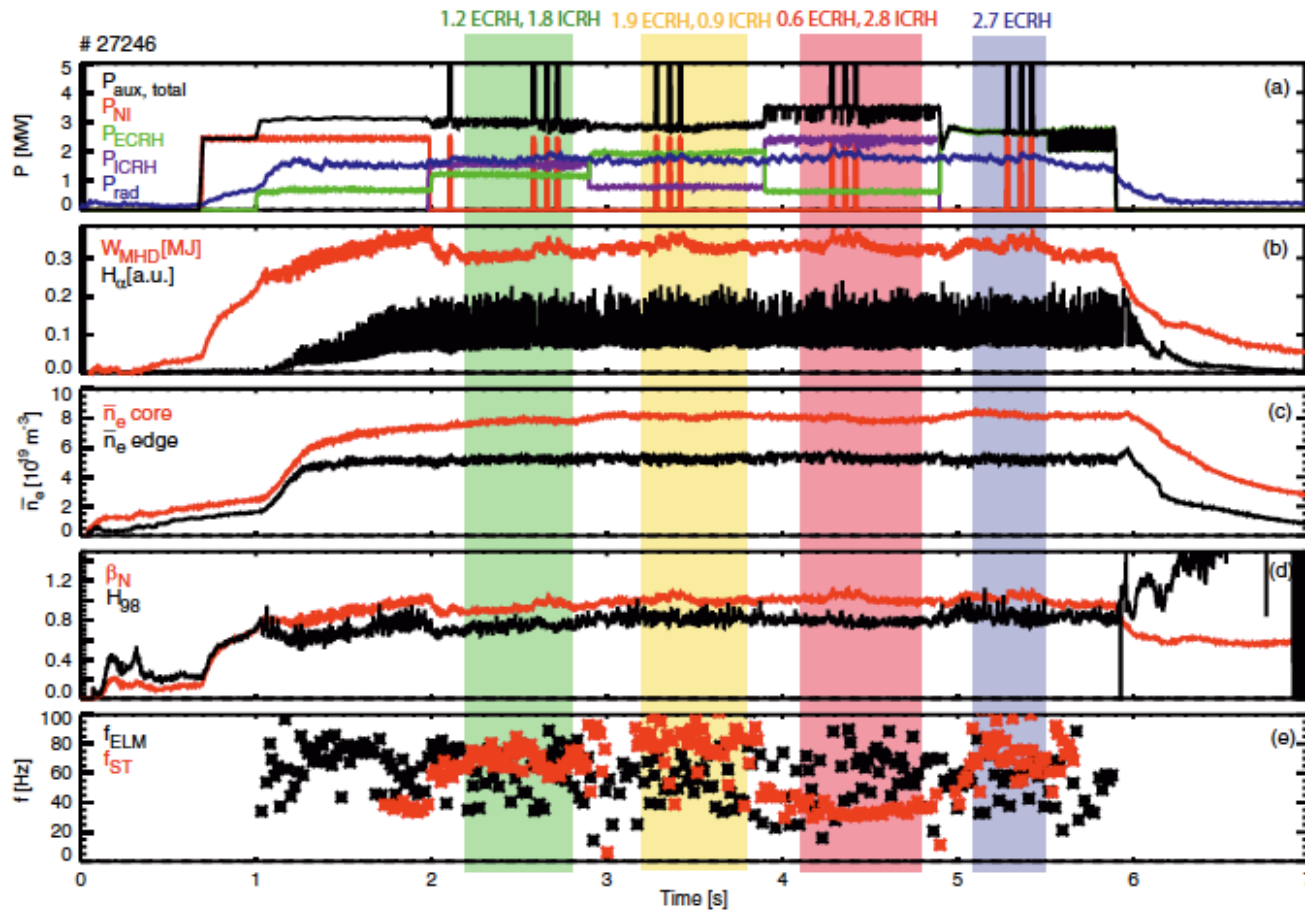 1.2 ECRH, 1.8 ICRH 1.9 ECRH, 0.9 ICRH 0.6 ECRH, 2.8 ICRH 2.7 ECRH
# 27246
P [MW]
5
4
3
2
1
0
P_aux, total
P_NI
P_ECRH
P_ICRH
P_rad
(a)
0.3
0.2
0.1
0.0
W_MHD[MJ]
H_α[a.u.]
(b)
n̄_e [10^19 m^-3]
10
8
6
4
2
0
n̄_e core
n̄_e edge
(c)
1.2
0.8
0.4
0.0
β_N
H_98
(d)
f [Hz]
100
80
60
40
20
0
f_ELM
f_ST
(e)
0 1 2 3 4 5 6 7
Time [s]